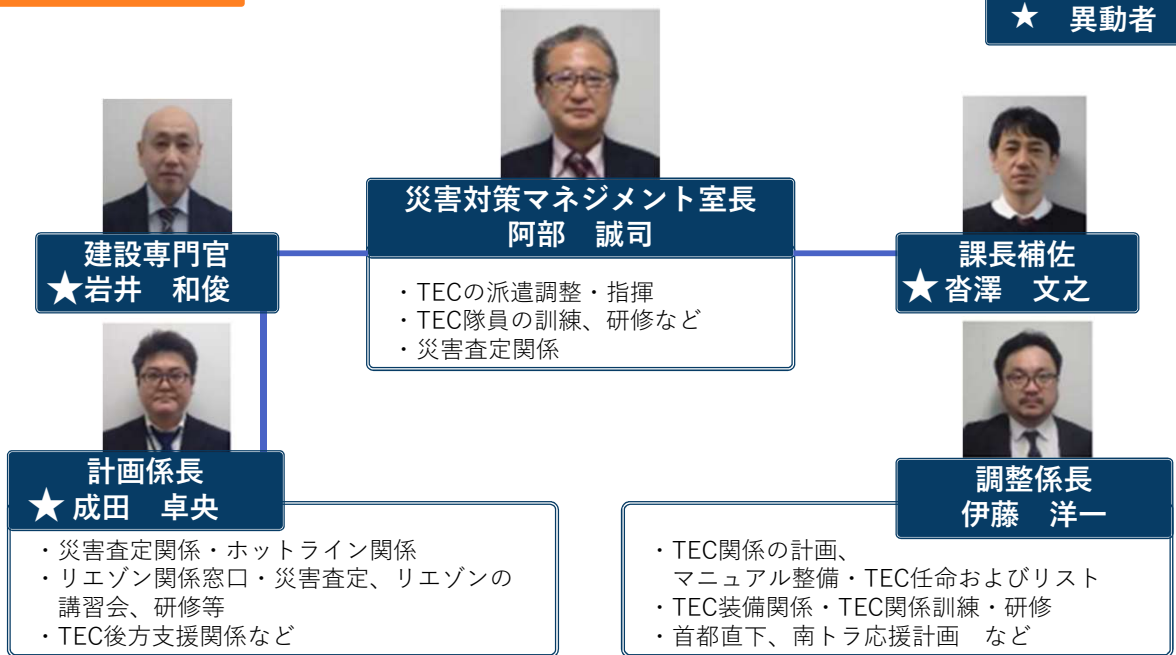 ★ 異動者
災害対策マネジメント室長
阿部 誠司
・TECの派遣調整・指揮
・TEC隊員の訓練、研修など
・災害査定関係
建設専門官
★岩井 和俊
課長補佐
★沓澤 文之
計画係長
★成田 卓央
・災害査定関係・ホットライン関係
・リエゾン関係窓口・災害査定、リエゾンの
講習会、研修等
・TEC後方支援関係など
調整係長
伊藤 洋一
・TEC関係の計画、
マニュアル整備・TEC任命およびリスト
・TEC装備関係・TEC関係訓練・研修
・首都直下、南トラ応援計画 など